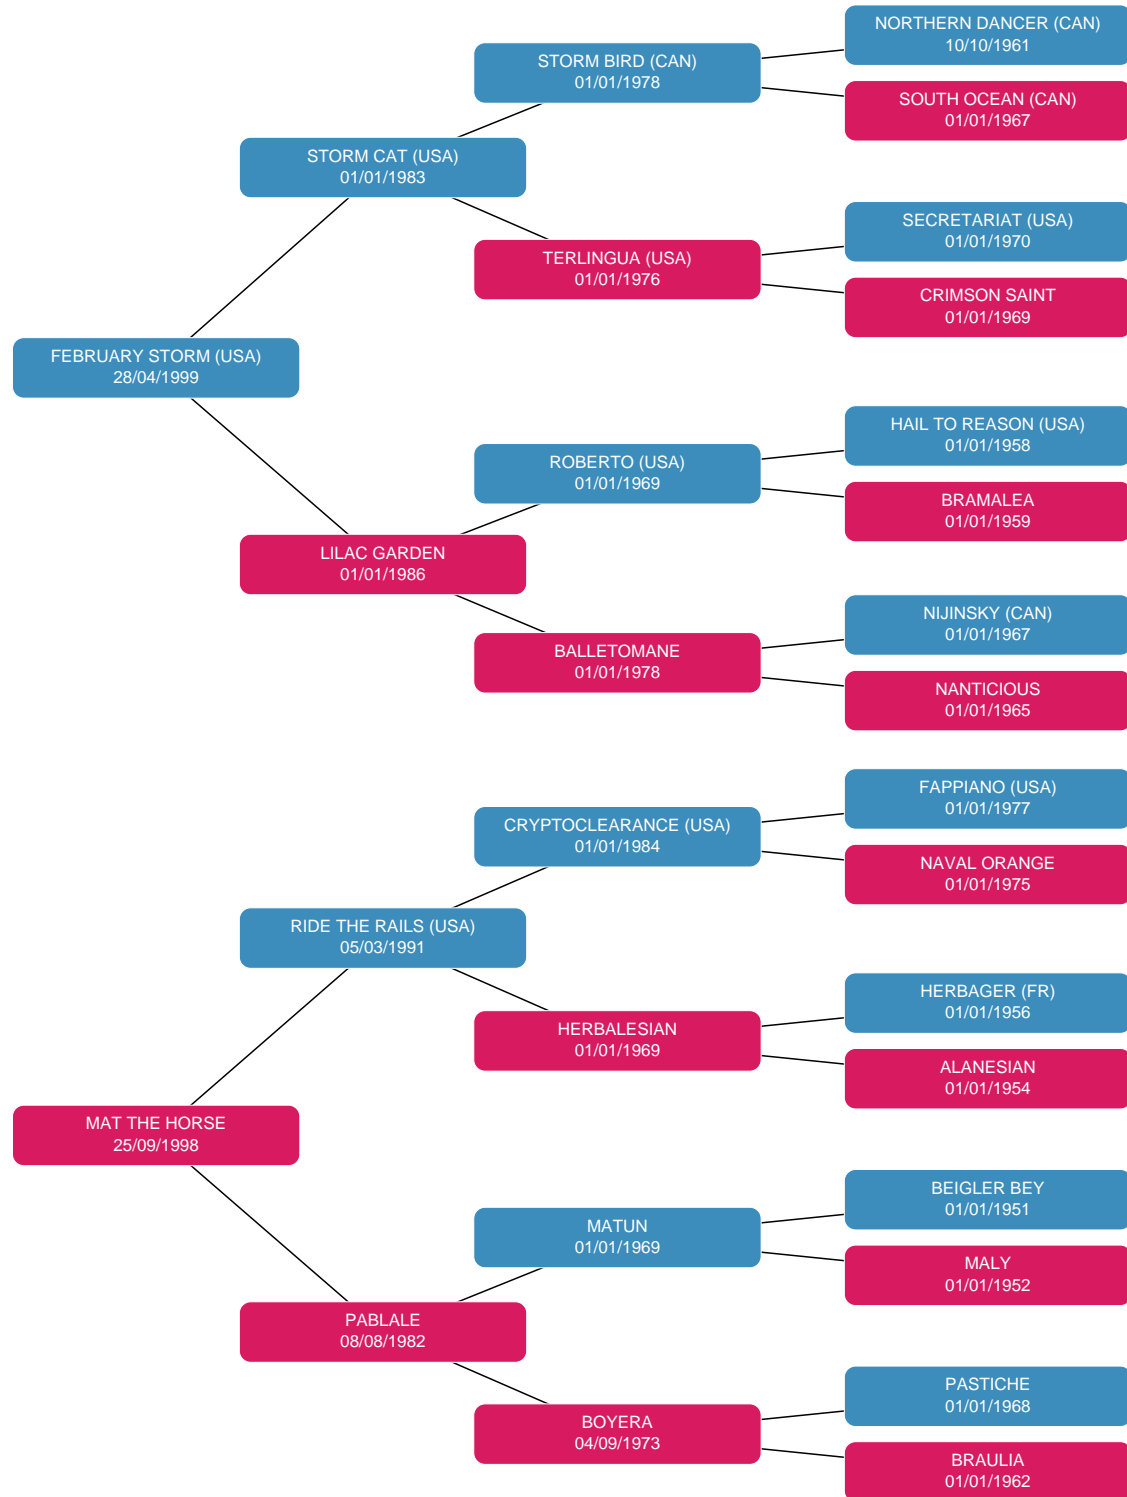 NORTHERN DANCER (CAN)
10/10/1961
STORM BIRD (CAN)
01/01/1978
SOUTH OCEAN (CAN)
01/01/1967
STORM CAT (USA)
01/01/1983
SECRETARIAT (USA)
01/01/1970
TERLINGUA (USA)
01/01/1976
CRIMSON SAINT
01/01/1969
FEBRUARY STORM (USA)
28/04/1999
HAIL TO REASON (USA)
01/01/1958
ROBERTO (USA)
01/01/1969
BRAMALEA
01/01/1959
LILAC GARDEN
01/01/1986
NIJINSKY (CAN)
01/01/1967
BALLETOMANE
01/01/1978
NANTICIOUS
01/01/1965
FAPPIANO (USA)
01/01/1977
CRYPTOCLEARANCE (USA)
01/01/1984
NAVAL ORANGE
01/01/1975
RIDE THE RAILS (USA)
05/03/1991
HERBAGER (FR)
01/01/1956
HERBALESIAN
01/01/1969
ALANESIAN
01/01/1954
MAT THE HORSE
25/09/1998
BEIGLER BEY
01/01/1951
MATUN
01/01/1969
MALY
01/01/1952
PABLALE
08/08/1982
PASTICHE
01/01/1968
BOYERA
04/09/1973
BRAULIA
01/01/1962